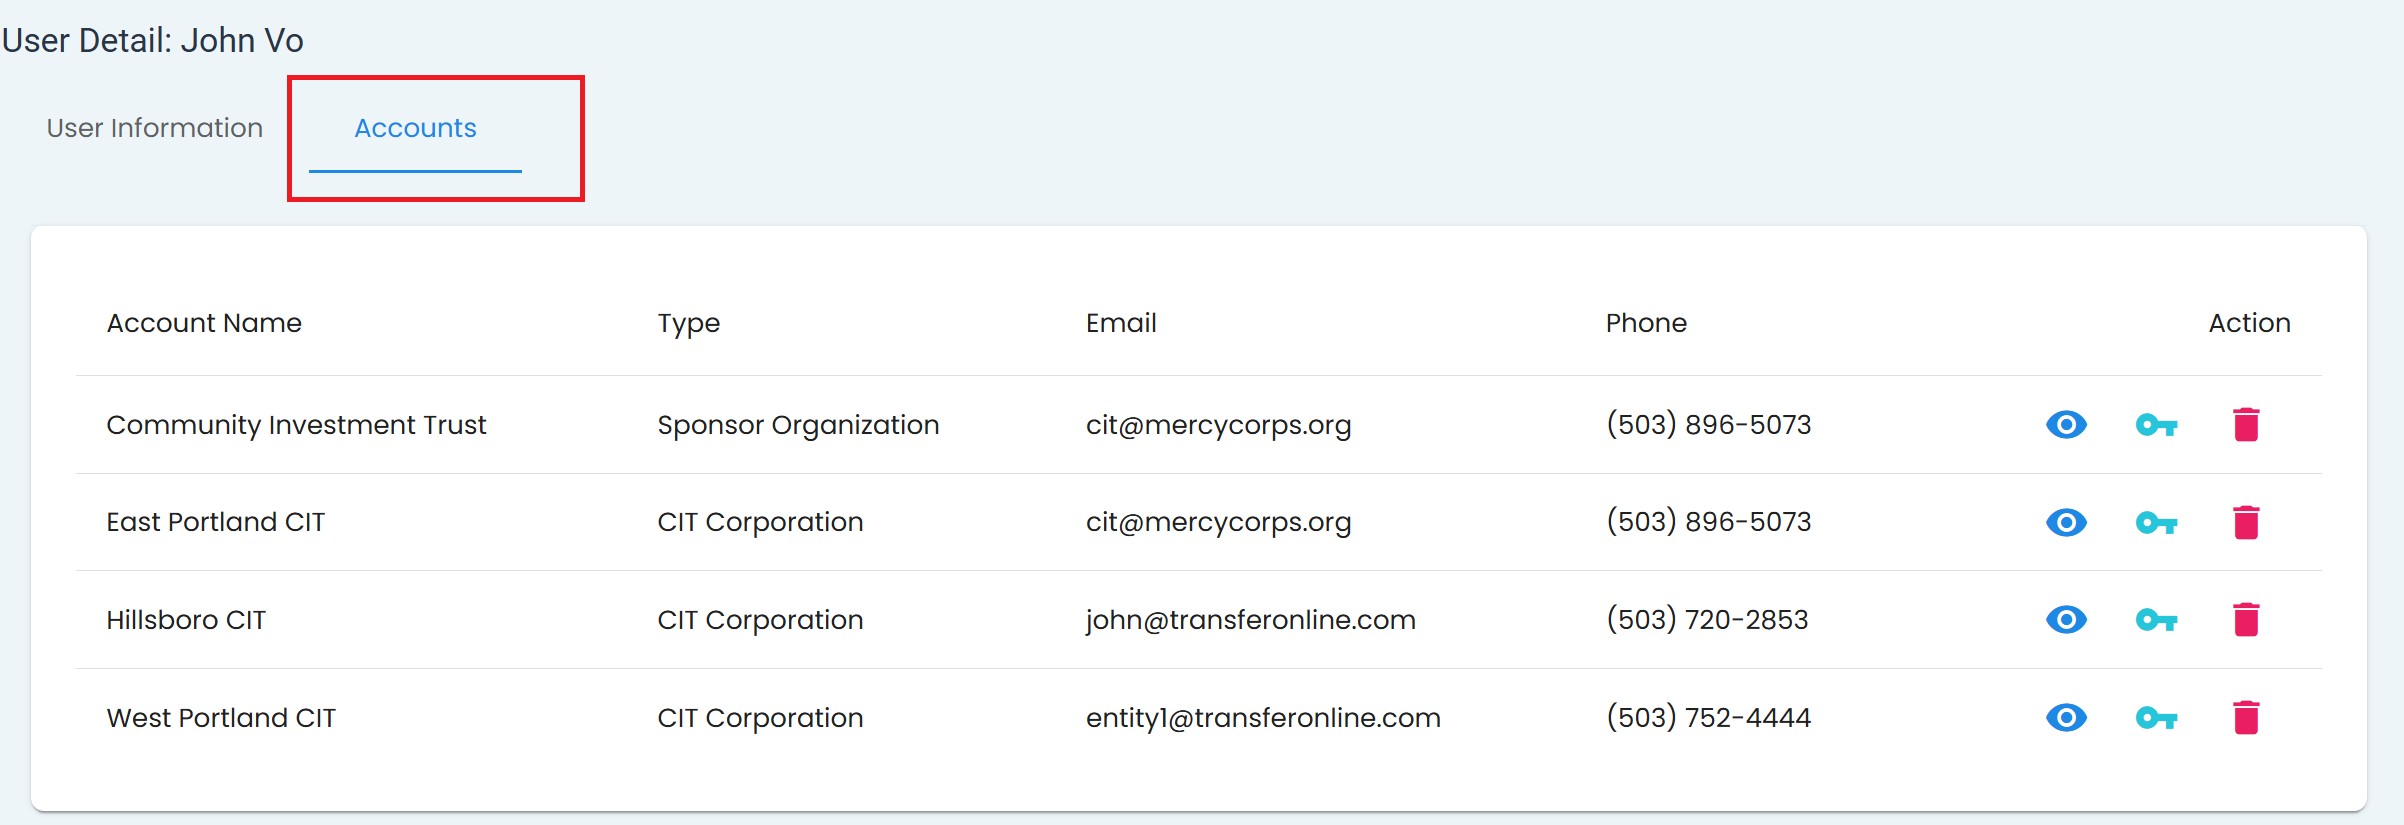 User Detail: John Vo
User Information Accounts
Account Name Type Email Phone Action
Community Investment Trust Sponsor Organization cit@mercycorps.org (503) 896-5073
East Portland CIT CIT Corporation cit@mercycorps.org (503) 896-5073
Hillsboro CIT CIT Corporation john@transferonline.com (503) 720-2853
West Portland CIT CIT Corporation entity1@transferonline.com (503) 752-4444